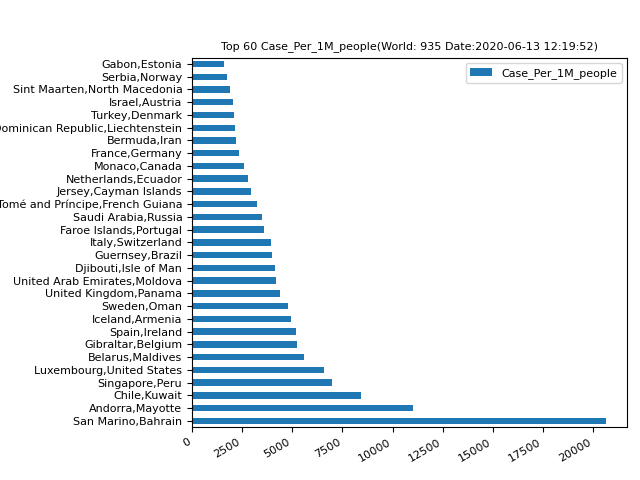 Top 60 Case_Per_1M_people(World: 935 Date:2020-06-13 12:19:52)
Case_Per_1M_people
Gabon,Estonia
Serbia,Norway
Sint Maarten,North Macedonia
Israel,Austria
Turkey,Denmark
Dominican Republic,Liechtenstein
Bermuda,Iran
France,Germany
Monaco,Canada
Netherlands,Ecuador
Jersey,Cayman Islands
Tomé and Príncipe,French Guiana
Saudi Arabia,Russia
Faroe Islands,Portugal
Italy,Switzerland
Guernsey,Brazil
Djibouti,Isle of Man
United Arab Emirates,Moldova
United Kingdom,Panama
Sweden,Oman
Iceland,Armenia
Spain,Ireland
Gibraltar,Belgium
Belarus,Maldives
Luxembourg,United States
Singapore,Peru
Chile,Kuwait
Andorra,Mayotte
San Marino,Bahrain
0 2500 5000 7500 10000 12500 15000 17500 20000